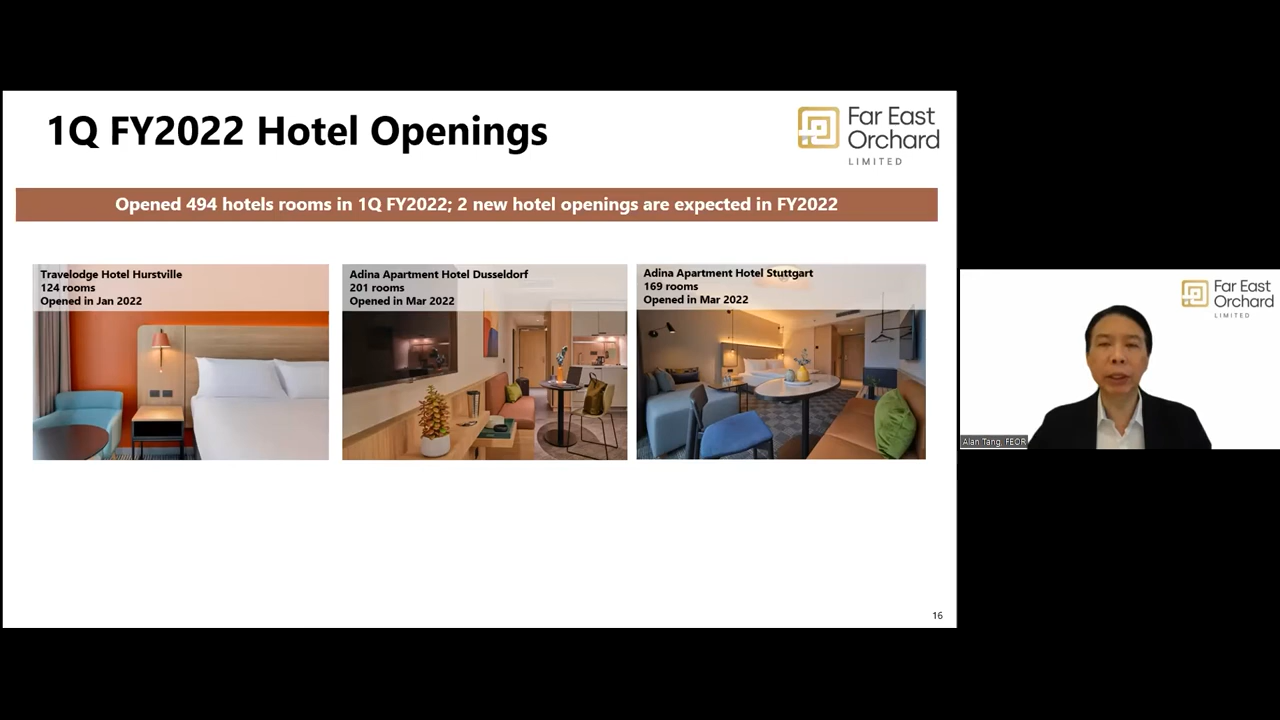 1Q FY2022 Hotel Openings
Far East
Orchard
LIMITED
Opened 494 hotels rooms in 1Q FY2022; 2 new hotel openings are expected in FY2022
Travelodge Hotel Hurstville
124 rooms
Opened in Jan 2022
Adina Apartment Hotel Dusseldorf
201 rooms
Opened in Mar 2022
Adina Apartment Hotel Stuttgart
169 rooms
Opened in Mar 2022
16
Far East
Orchard
LIMITED
Alan Tang, FEOR